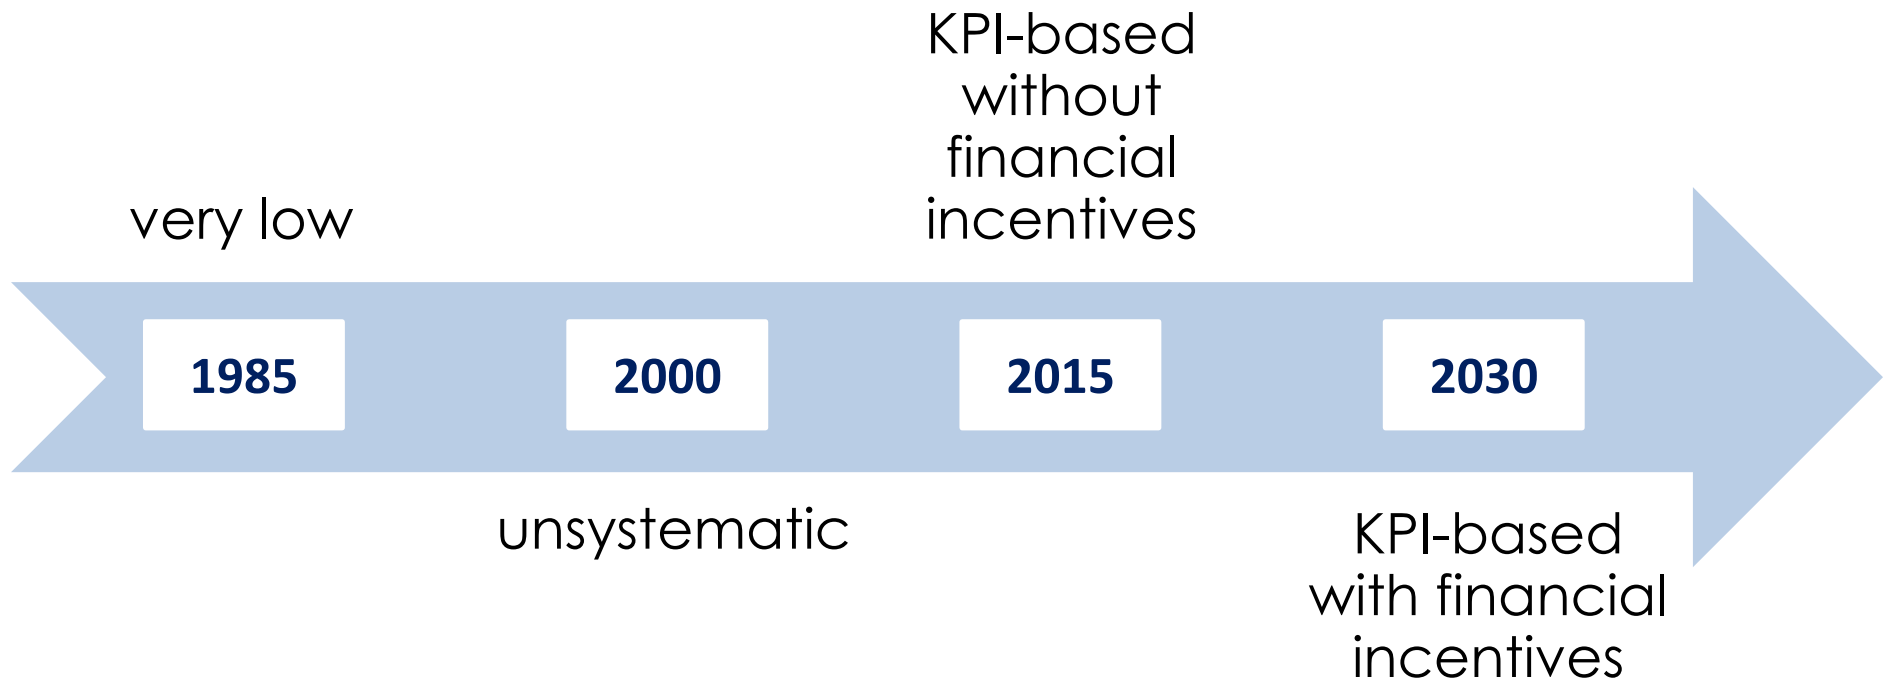 KPI-based
without
financial
incentives
very low
1985
2000
2015
2030
unsystematic
KPI-based
with financial
incentives